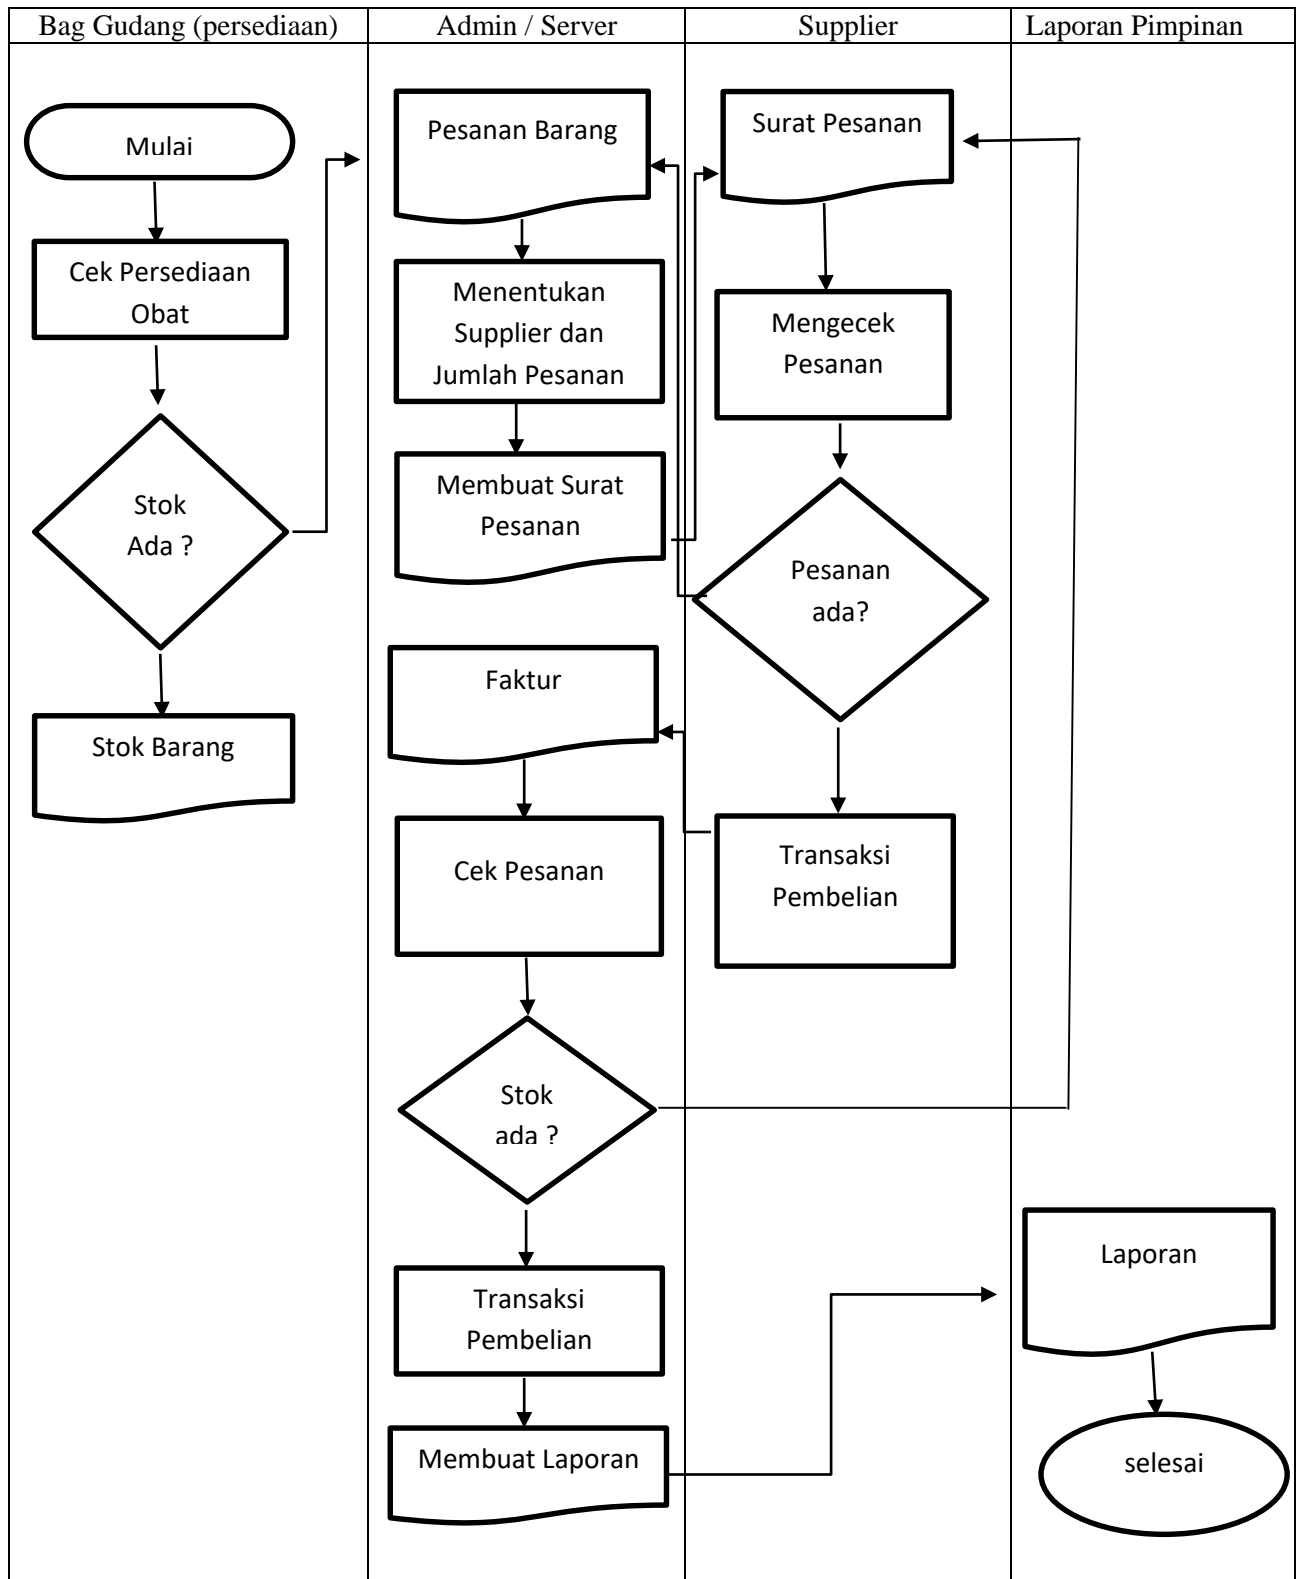 Bag Gudang (persediaan)
Admin / Server
Supplier
Laporan Pimpinan
Mulai
Cek Persediaan
Obat
Stok
Ada ?
Stok Barang
Pesanan Barang
Menentukan
Supplier dan
Jumlah Pesanan
Membuat Surat
Pesanan
Faktur
Cek Pesanan
Stok
ada ?
Transaksi
Pembelian
Membuat Laporan
Surat Pesanan
Mengecek
Pesanan
Pesanan
ada?
Transaksi
Pembelian
Laporan
selesai